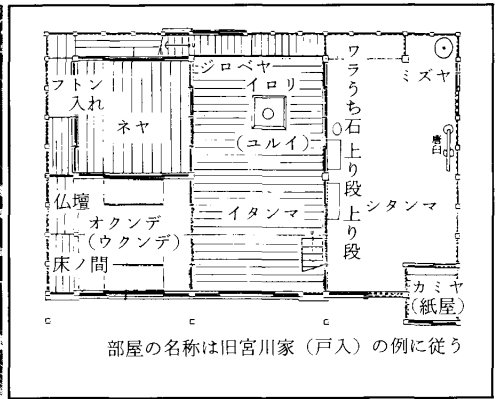 フトン
入れ
ネヤ
仏壇
オクンデ
(ウクンデ)
床ノ間
ジロベヤ
イロリ
(ユルイ)
イタンマ
ワラうち石
上り段
上り段
ミズヤ
唐臼
シタンマ
カミヤ
(紙屋)
部屋の名称は旧宮川家(戸入)の例に従う